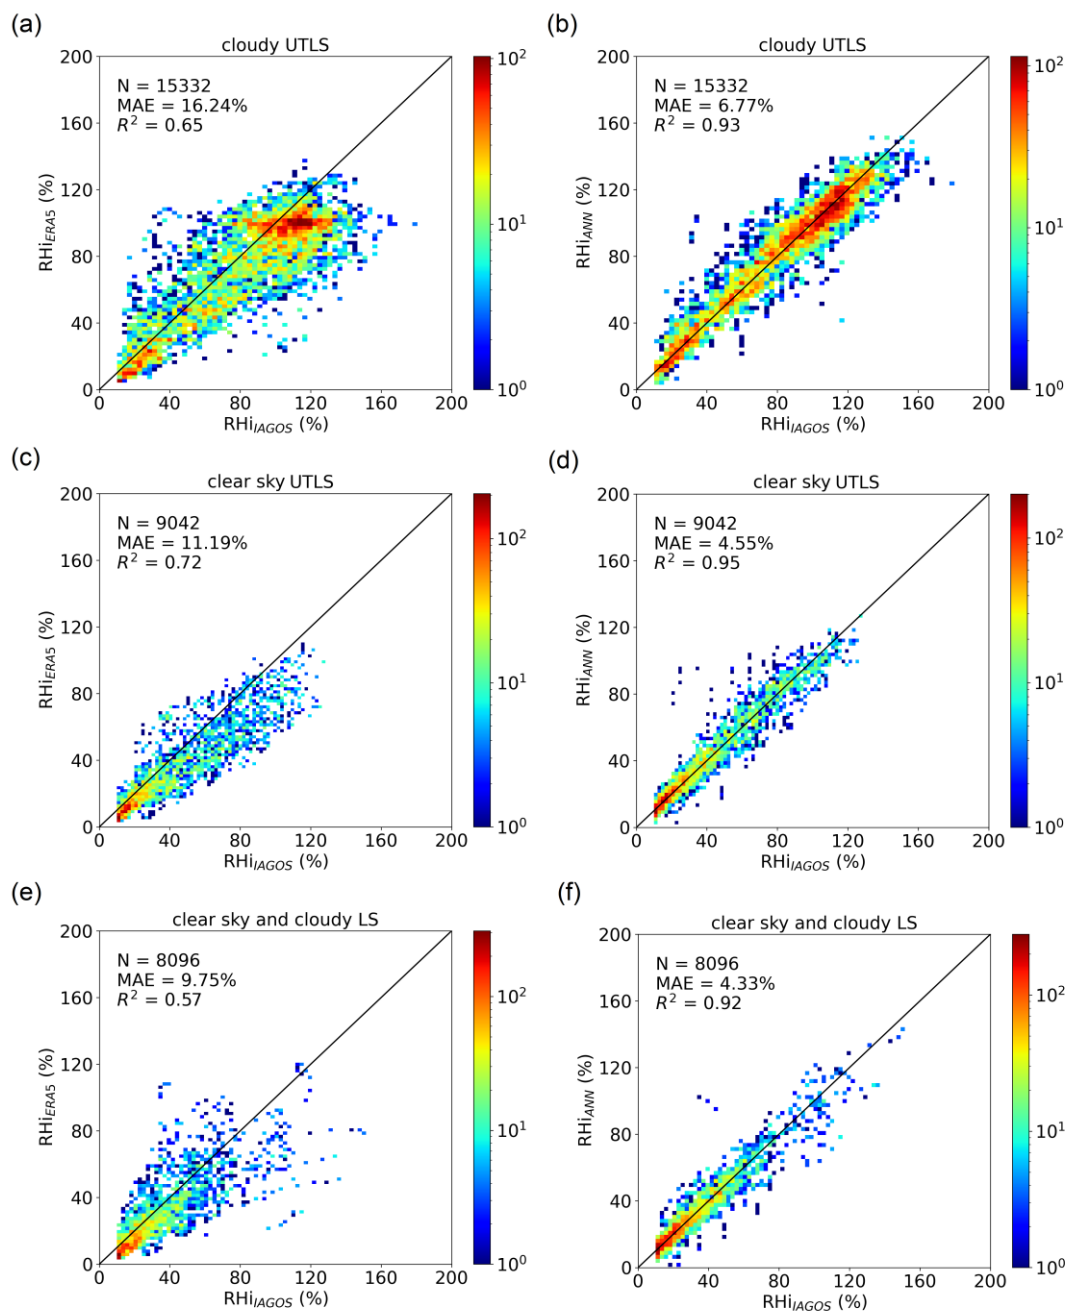 (a)
cloudy UTLS
N = 15332
MAE = 16.24%
R² = 0.65
RHi_ERA5 (%)
200
160
120
80
40
0
0 40 80 120 160 200
RHi_IAGOS (%)
10²
10¹
10⁰
(b)
cloudy UTLS
N = 15332
MAE = 6.77%
R² = 0.93
RHi_ANN (%)
200
160
120
80
40
0
0 40 80 120 160 200
RHi_IAGOS (%)
10²
10¹
10⁰
(c)
clear sky UTLS
N = 9042
MAE = 11.19%
R² = 0.72
RHi_ERA5 (%)
200
160
120
80
40
0
0 40 80 120 160 200
RHi_IAGOS (%)
10²
10¹
10⁰
(d)
clear sky UTLS
N = 9042
MAE = 4.55%
R² = 0.95
RHi_ANN (%)
200
160
120
80
40
0
0 40 80 120 160 200
RHi_IAGOS (%)
10²
10¹
10⁰
(e)
clear sky and cloudy LS
N = 8096
MAE = 9.75%
R² = 0.57
RHi_ERA5 (%)
200
160
120
80
40
0
0 40 80 120 160 200
RHi_IAGOS (%)
10²
10¹
10⁰
(f)
clear sky and cloudy LS
N = 8096
MAE = 4.33%
R² = 0.92
RHi_ANN (%)
200
160
120
80
40
0
0 40 80 120 160 200
RHi_IAGOS (%)
10²
10¹
10⁰